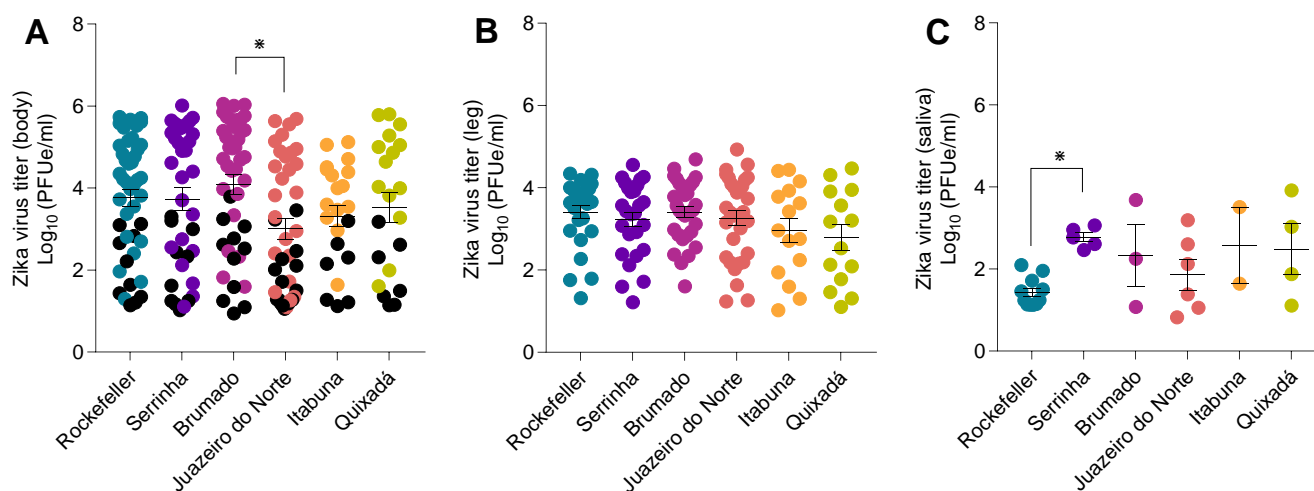 A
Zika virus titer (body)
Log10 (PFUe/ml)
8
6
4
2
0
※
Rockefeller
Serrinha
Brumado
Juazeiro do Norte
Itabuna
Quixadá
B
Zika virus titer (leg)
Log10 (PFUe/ml)
8
6
4
2
0
Rockefeller
Serrinha
Brumado
Juazeiro do Norte
Itabuna
Quixadá
C
Zika virus titer (saliva)
Log10 (PFUe/ml)
8
6
4
2
0
※
Rockefeller
Serrinha
Brumado
Juazeiro do Norte
Itabuna
Quixadá